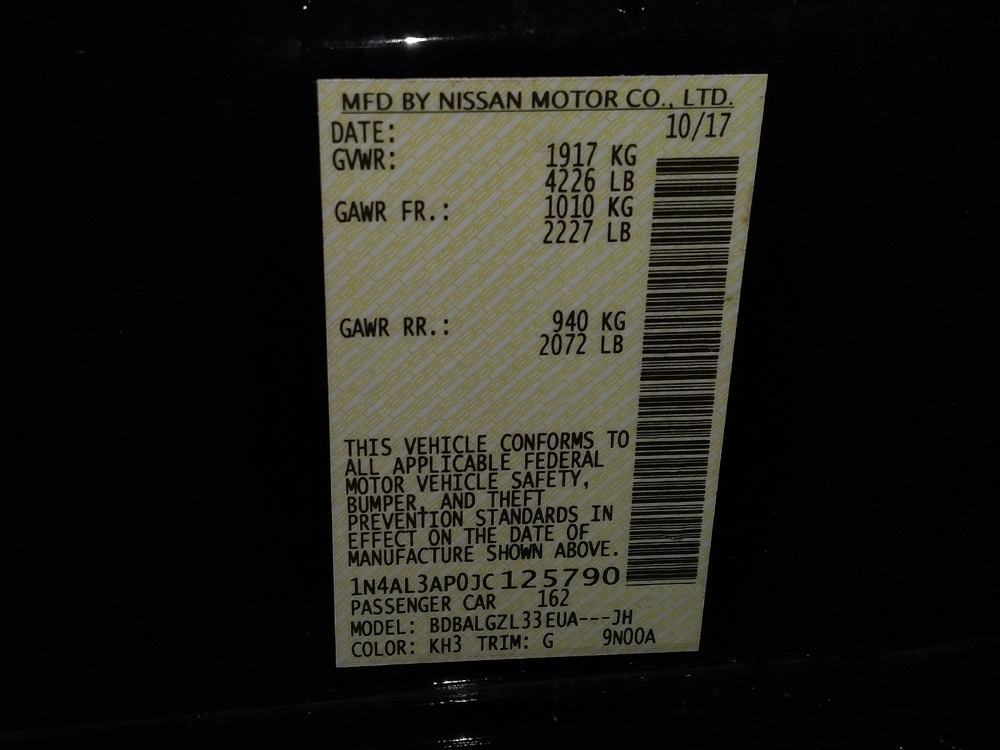 MFD BY NISSAN MOTOR CO., LTD.
DATE: 10/17
GVWR: 1917 KG
4226 LB
GAWR FR.: 1010 KG
2227 LB
GAWR RR.: 940 KG
2072 LB
THIS VEHICLE CONFORMS TO
ALL APPLICABLE FEDERAL
MOTOR VEHICLE SAFETY,
BUMPER, AND THEFT
PREVENTION STANDARDS IN
EFFECT ON THE DATE OF
MANUFACTURE SHOWN ABOVE.
1N4AL3AP0JC125790
PASSENGER CAR 162
MODEL: BDBALGZL33EUA---JH
COLOR: KH3 TRIM: G 9N00A